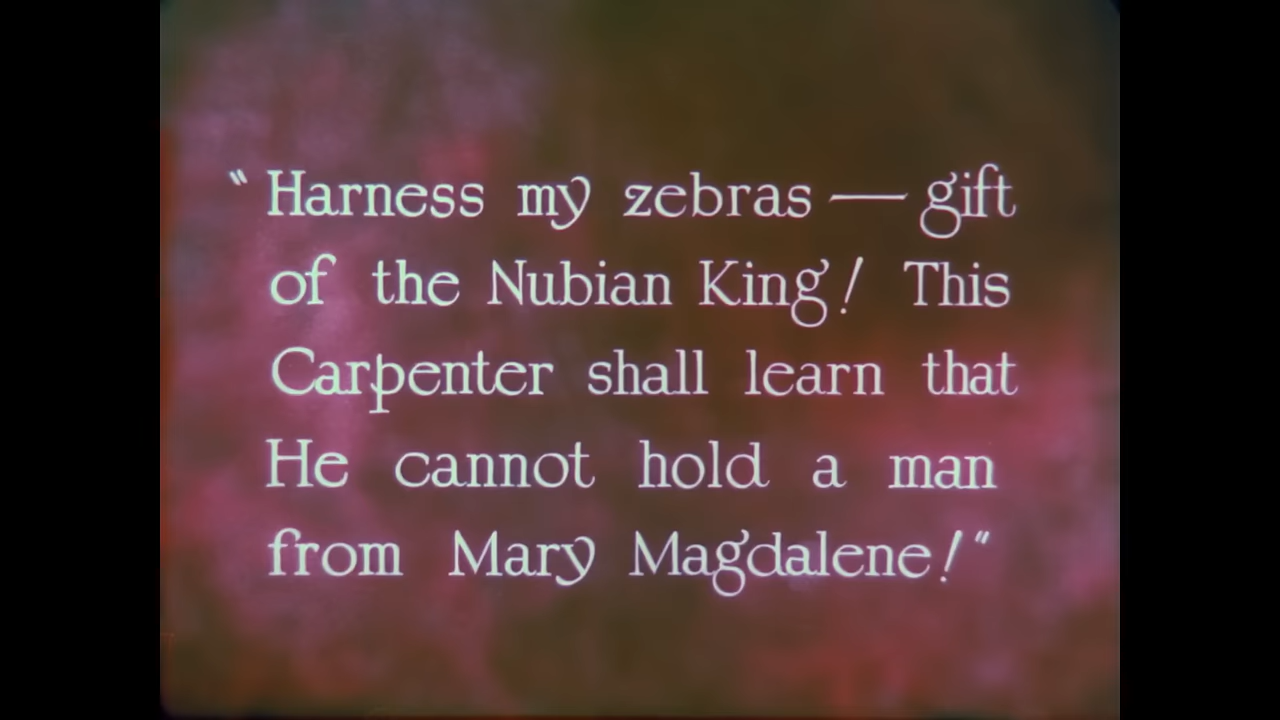 "Harness my zebras — gift
of the Nubian King! This
Carpenter shall learn that
He cannot hold a man
from Mary Magdalene!"